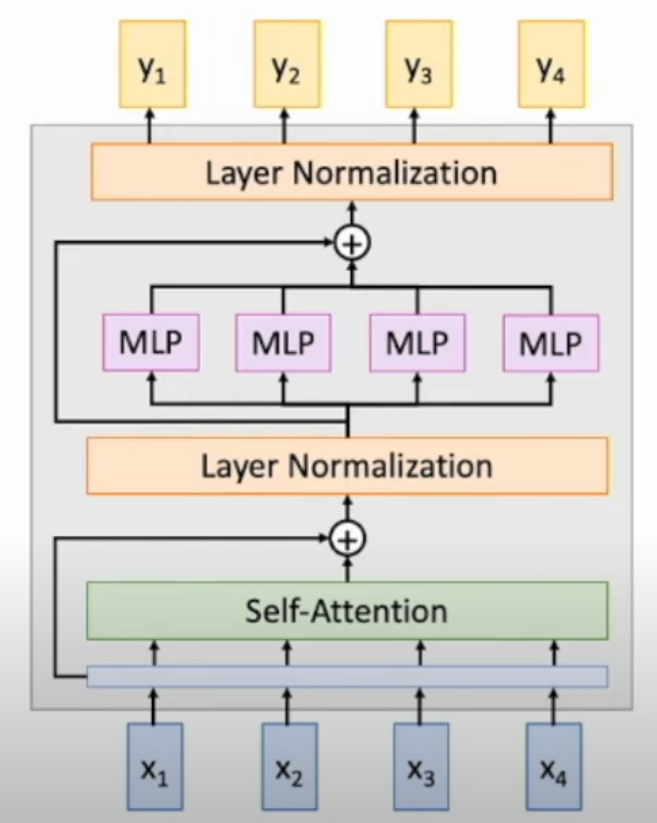 y₁ y₂ y₃ y₄
Layer Normalization
+
MLP MLP MLP MLP
Layer Normalization
+
Self-Attention
x₁ x₂ x₃ x₄